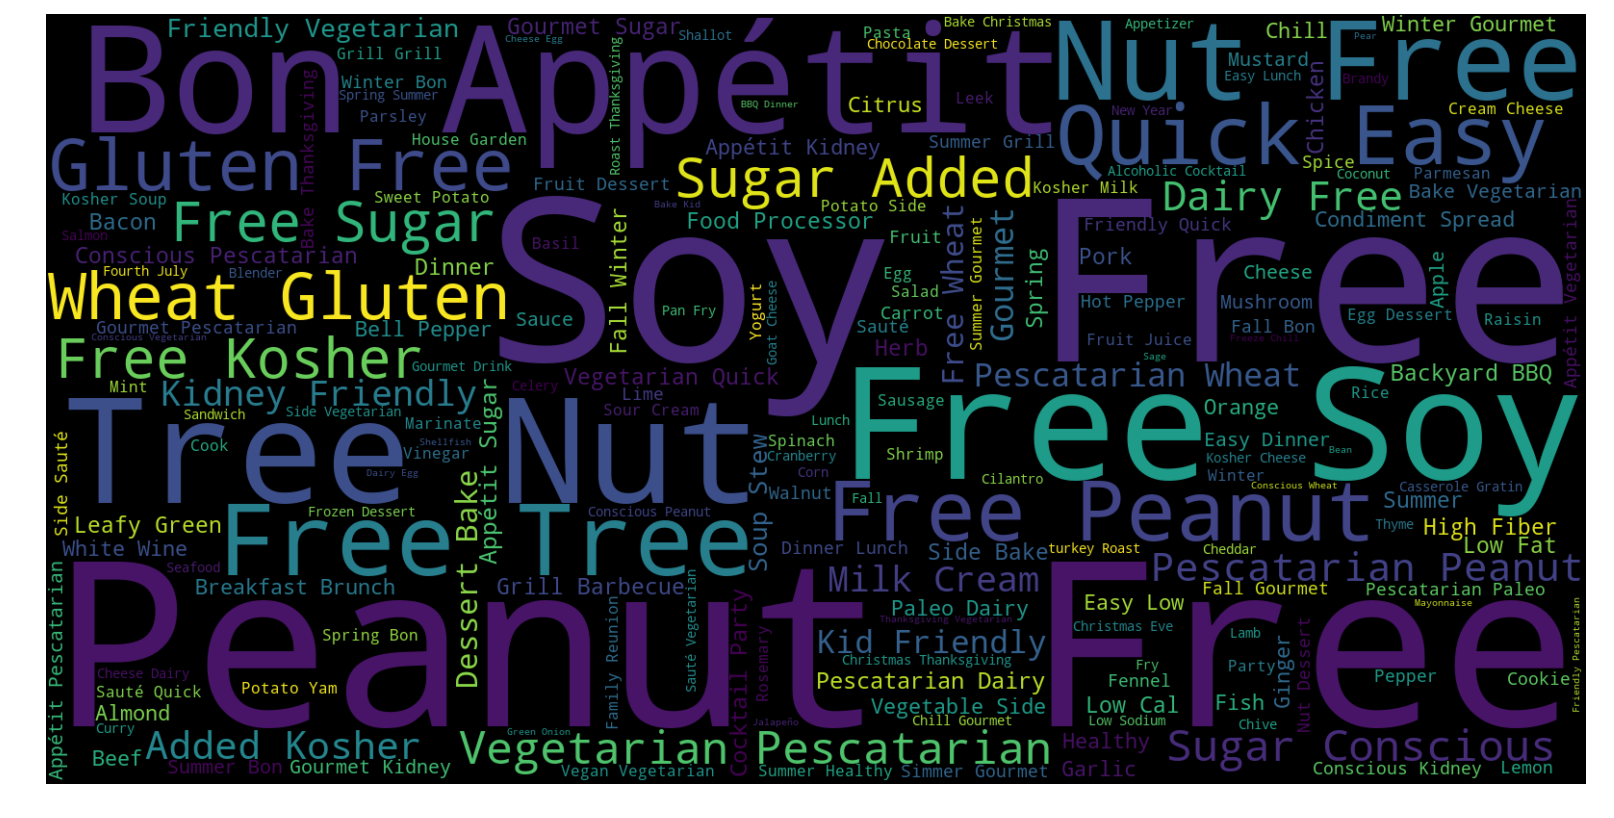 Bon Appétit
Nut Free
Friendly Vegetarian
Gourmet Sugar
Cheese Egg
Shallot
Pasta
Chocolate Dessert
Bake Christmas
Appetizer
Chill
Winter Gourmet
Pear
Grill Grill
Winter Bon
Spring Summer
Parsley
House Garden
Bake Thanksgiving
Roast Thanksgiving
BBQ Dinner
Citrus
Leek
Mustard
Easy Lunch
Brandy
New Year
Chicken
Cream Cheese
Quick Easy
Gluten Free
Appétit Kidney
Summer Grill
Sugar Added
Fruit Dessert
Alcoholic Cocktail
Spice
Coconut
Parmesan
Kosher Milk
Dairy Free
Bake Vegetarian
Kosher Soup
Sweet Potato
Bake Kid
Potato Side
Bacon
Free Sugar
Food Processor
Friendly Quick
Condiment Spread
Salmon
Basil
Fruit
Conscious Pescatarian
Soy Free
Fall Winter
Free Wheat
Summer Gourmet
Gourmet
Spring
Pork
Appétit Vegetarian
Fourth July
Blender
Dinner
Egg
Cheese
Apple
Wheat Gluten
Pan Fry
Yogurt
Goat Cheese
Salad
Carrot
Hot Pepper
Mushroom
Egg Dessert
Raisin
Gourmet Pescatarian
Conscious Vegetarian
Bell Pepper
Sauce
Sauté
Herb
Fruit Juice
Fall Bon
Freeze Chill
Sage
Free Kosher
Gourmet Drink
Vegetarian Quick
Pescatarian Wheat
Backyard BBQ
Mint
Kidney Friendly
Celery
Lime
Sausage
Rice
Sandwich
Side Vegetarian
Marinate
Appétit Sugar
Sour Cream
Lunch
Free Soy
Orange
Tree Nut
Cook
Shellfish
Vinegar
Dairy Egg
Spinach
Cranberry
Shrimp
Easy Dinner
Kosher Cheese
Bean
Side Sauté
Soup Stew
Corn
Cilantro
Winter
Walnut
Fall
Conscious Wheat
Casserole Gratin
Summer
Leafy Green
Free Tree
Frozen Dessert
Dessert Bake
Conscious Peanut
Free Peanut
Thyme
High Fiber
White Wine
Dinner Lunch
Side Bake
turkey Roast
Cheddar
Low Fat
Seafood
Appétit Pescatarian
Breakfast Brunch
Grill Barbecue
Milk Cream
Pescatarian Peanut
Peanut Free
Sauté Vegetarian
Family Reunion
Cocktail Party
Paleo Dairy
Easy Low
Fall Gourmet
Pescatarian Paleo
Mayonnaise
Thanksgiving Vegetarian
Spring Bon
Kid Friendly
Christmas Eve
Lamb
Friendly Pescatarian
Rosemary
Christmas Thanksgiving
Fry
Party
Ginger
Nut Dessert
Cheese Dairy
Potato Yam
Pescatarian Dairy
Fennel
Pepper
Cookie
Sauté Quick
Almond
Vegetable Side
Low Cal
Fish
Curry
Jalapeño
Chill Gourmet
Low Sodium
Chive
Green Onion
Beef
Added Kosher
Vegetarian Pescatarian
Healthy
Sugar Conscious
Summer Bon
Gourmet Kidney
Vegan Vegetarian
Summer Healthy
Simmer Gourmet
Garlic
Conscious Kidney
Lemon